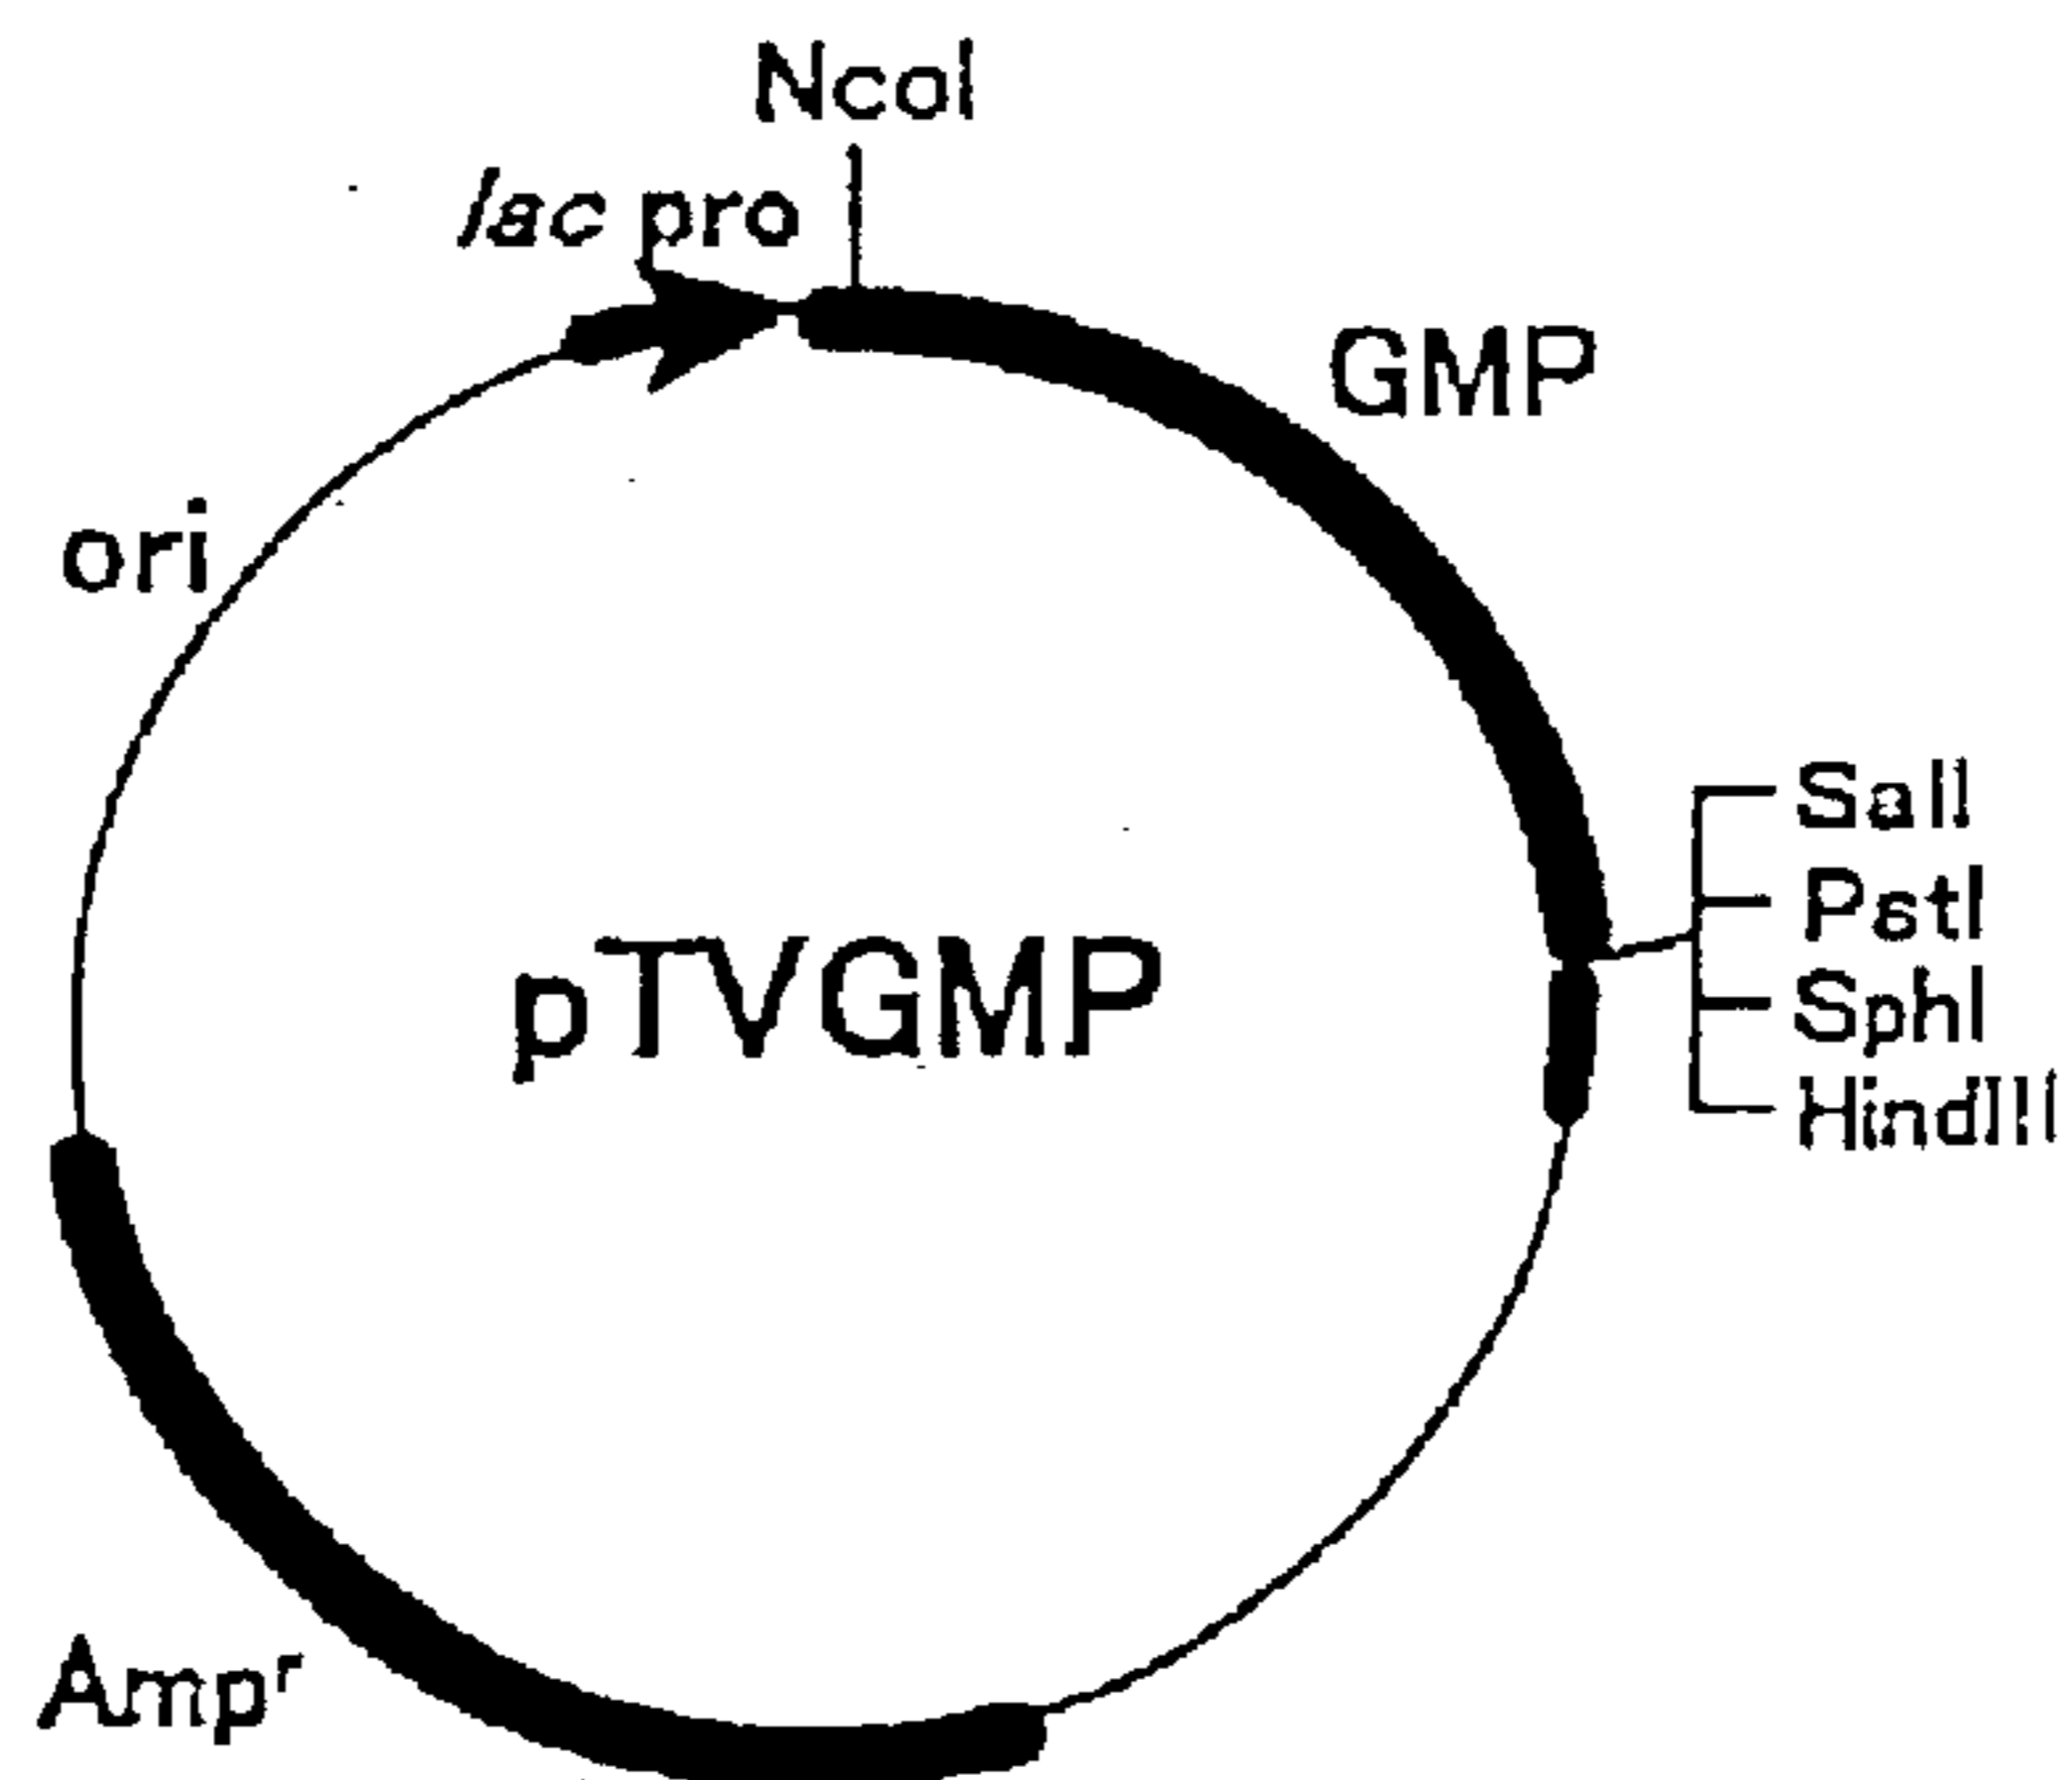 NcoI
lac pro
GMP
ori
SalI
PstI
SphI
HindIII
pTVGMP
Ampʳ